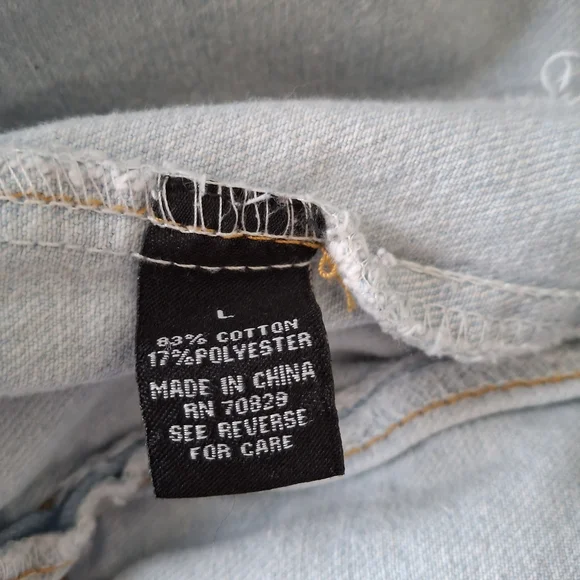 L
83% COTTON
17%POLYESTER
MADE IN CHINA
RN 70829
SEE REVERSE
FOR CARE